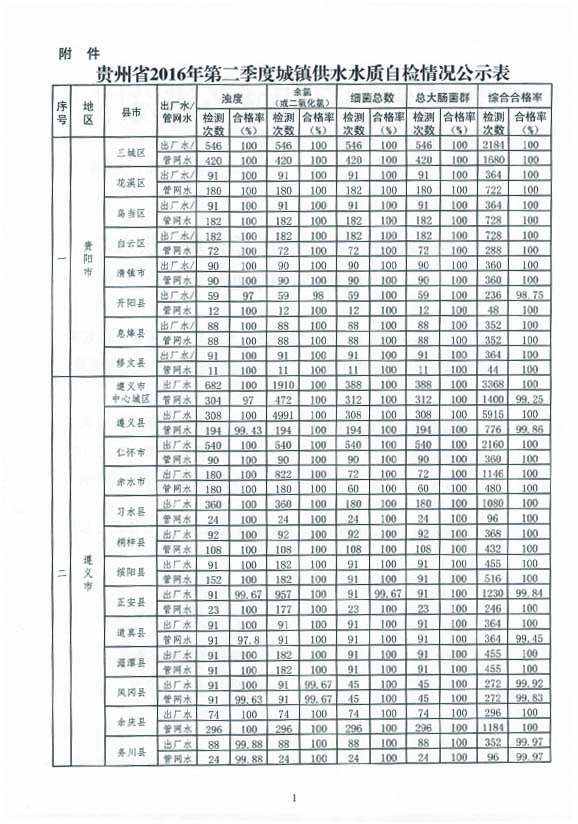 附 件
贵州省2016年第二季度城镇供水水质自检情况公示表
序号 地区 县市 出厂水/管网水 浊度 余氯(或二氧化氯) 细菌总数 总大肠菌群 综合合格率
检测次数 合格率(%) 检测次数 合格率(%) 检测次数 合格率(%) 检测次数 合格率(%) 检测次数 合格率(%)
一 贵阳市
三城区 出厂水/ 546 100 546 100 546 100 546 100 2184 100
管网水 420 100 420 100 420 100 420 100 1680 100
花溪区 出厂水/ 91 100 91 100 91 100 91 100 364 100
管网水 180 100 180 100 182 100 180 100 722 100
乌当区 出厂水/ 91 100 91 100 91 100 91 100 364 100
管网水 182 100 182 100 182 100 182 100 728 100
白云区 出厂水/ 182 100 182 100 182 100 182 100 728 100
管网水 72 100 72 100 72 100 72 100 288 100
清镇市 出厂水/ 90 100 90 100 90 100 90 100 360 100
管网水 90 100 90 100 90 100 90 100 360 100
开阳县 出厂水/ 59 97 59 98 59 100 59 100 236 98.75
管网水 12 100 12 100 12 100 12 100 48 100
息烽县 出厂水/ 88 100 88 100 88 100 88 100 352 100
管网水 88 100 88 100 88 100 88 100 352 100
修文县 出厂水/ 91 100 91 100 91 100 91 100 364 100
管网水 11 100 11 100 11 100 11 100 44 100
二 遵义市
遵义市中心城区 出厂水 682 100 1910 100 388 100 388 100 3368 100
管网水 304 97 472 100 312 100 312 100 1400 99.25
遵义县 出厂水 308 100 4991 100 308 100 308 100 5915 100
管网水 194 99.43 194 100 194 100 194 100 776 99.86
仁怀市 出厂水 540 100 540 100 540 100 540 100 2160 100
管网水 90 100 90 100 90 100 90 100 360 100
赤水市 出厂水 180 100 822 100 72 100 72 100 1146 100
管网水 180 100 180 100 60 100 60 100 480 100
习水县 出厂水 360 100 360 100 180 100 180 100 1080 100
管网水 24 100 24 100 24 100 24 100 96 100
桐梓县 出厂水 92 100 92 100 92 100 92 100 368 100
管网水 108 100 108 100 108 100 108 100 432 100
绥阳县 出厂水 91 100 182 100 91 100 91 100 455 100
管网水 152 100 182 100 91 100 91 100 516 100
正安县 出厂水 91 99.67 957 100 91 99.67 91 100 1230 99.84
管网水 23 100 177 100 23 100 23 100 246 100
道真县 出厂水 91 100 91 100 91 100 91 100 364 100
管网水 91 97.8 91 100 91 100 91 100 364 99.45
湄潭县 出厂水 91 100 182 100 91 100 91 100 455 100
管网水 91 100 182 100 91 100 91 100 455 100
凤冈县 出厂水 91 100 91 99.67 45 100 45 100 272 99.92
管网水 91 99.63 91 99.67 45 100 45 100 272 99.83
余庆县 出厂水 74 100 74 100 74 100 74 100 296 100
管网水 296 100 296 100 296 100 296 100 1184 100
务川县 出厂水 88 99.88 88 100 88 100 88 100 352 99.97
管网水 24 99.88 24 100 24 100 24 100 96 99.97
1